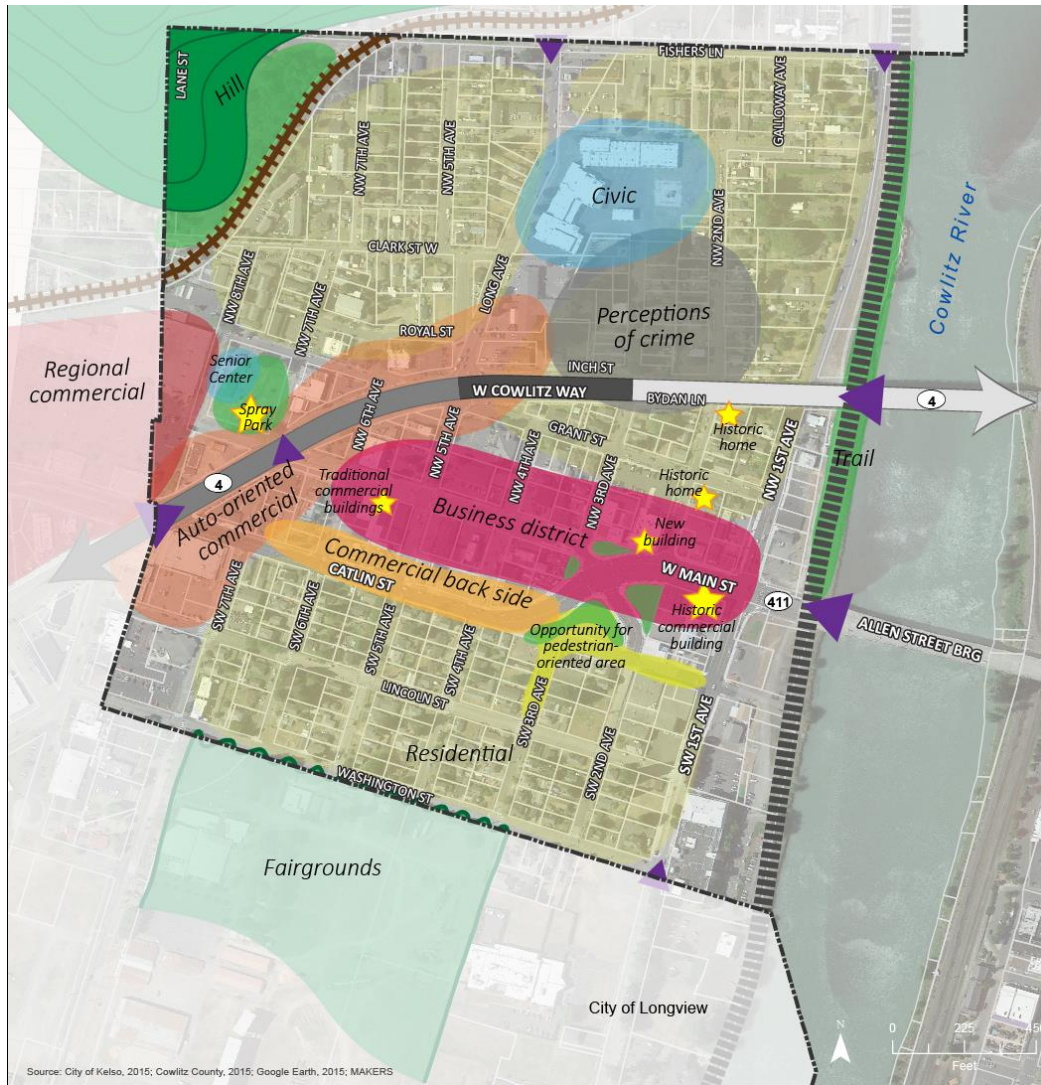 FISHERS LN
LANE ST
Hill
GALLOWAY AVE
NW 7TH AVE
NW 5TH AVE
Civic
NW 2ND AVE
CLARK ST W
Cowlitz River
NW 8TH AVE
NW 7TH AVE
LONG AVE
ROYAL ST
Perceptions
of crime
Regional
commercial
Senior
Center
INCH ST
W COWLITZ WAY
BYDAN LN
4
Spray
Park
NW 6TH AVE
Historic
home
GRANT ST
NW 5TH AVE
NW 4TH AVE
NW 3RD AVE
NW 1ST AVE
Trail
4
Auto-oriented
commercial
Traditional
commercial
buildings
Historic
home
Business district
New
building
Commercial back side
CATLIN ST
W MAIN ST
411
ALLEN STREET BRG
Historic
commercial
building
Opportunity for
pedestrian-
oriented area
SW 7TH AVE
SW 6TH AVE
SW 5TH AVE
SW 4TH AVE
LINCOLN ST
SW 3RD AVE
SW 2ND AVE
SW 1ST AVE
Residential
WASHINGTON ST
Fairgrounds
City of Longview
N
0 225 450
Feet
Source: City of Kelso, 2015; Cowlitz County, 2015; Google Earth, 2015; MAKERS